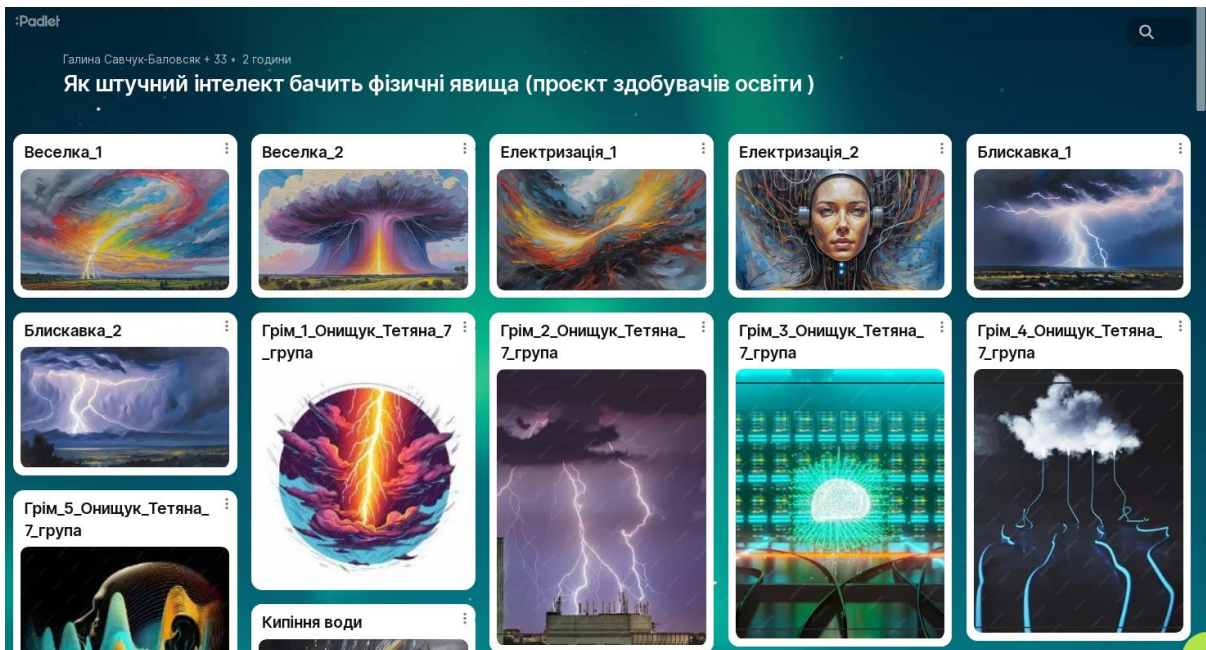 :Padlet
Галина Савчук-Баловсяк + 33 • 2 години
Як штучний інтелект бачить фізичні явища (проєкт здобувачів освіти )
Веселка_1
Веселка_2
Електризація_1
Електризація_2
Блискавка_1
Блискавка_2
Грім_1_Онищук_Тетяна_7
_група
Грім_2_Онищук_Тетяна_
7_група
Грім_3_Онищук_Тетяна_
7_група
Грім_4_Онищук_Тетяна_
7_група
Грім_5_Онищук_Тетяна_
7_група
Кипіння води